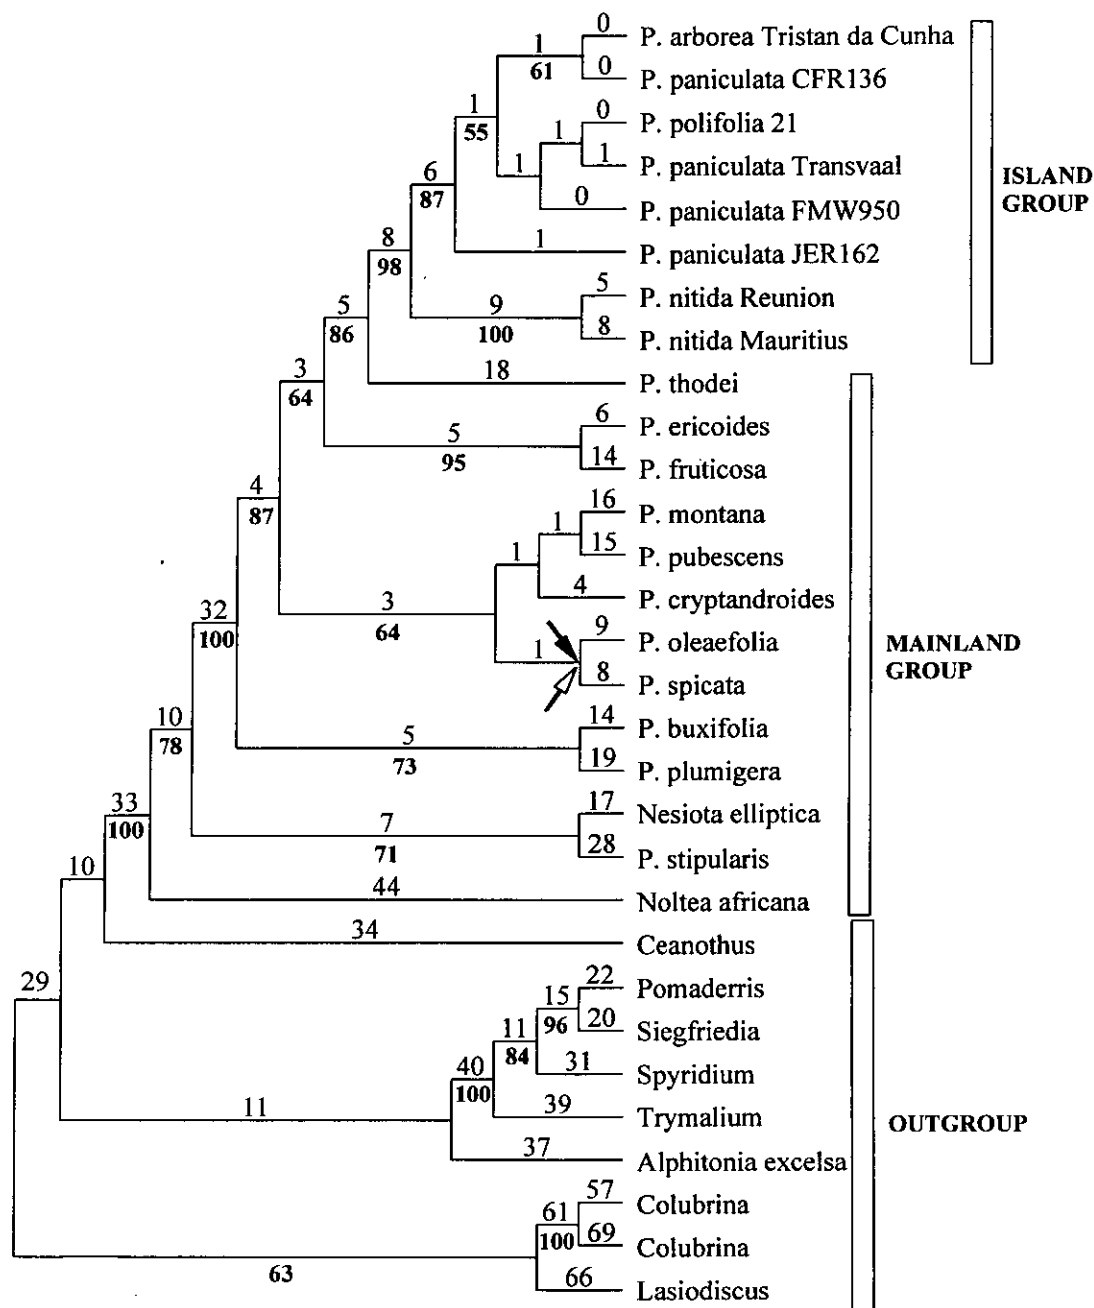 0
P. arborea Tristan da Cunha
1
61
0
P. paniculata CFR136
1
55
0
P. polifolia 21
1
1
P. paniculata Transvaal
1
ISLAND
GROUP
6
87
0
P. paniculata FMW950
1
P. paniculata JER162
8
98
5
P. nitida Reunion
9
100
8
P. nitida Mauritius
5
86
18
P. thodei
3
64
6
P. ericoides
5
95
14
P. fruticosa
4
87
16
P. montana
1
15
P. pubescens
1
4
P. cryptandroides
3
64
32
100
9
P. oleaefolia
1
8
P. spicata
MAINLAND
GROUP
10
78
14
P. buxifolia
5
73
19
P. plumigera
33
100
17
Nesiota elliptica
7
71
28
P. stipularis
10
44
Noltea africana
34
Ceanothus
29
22
Pomaderris
15
96
20
Siegfriedia
11
84
31
Spyridium
40
100
39
Trymalium
11
OUTGROUP
37
Alphitonia excelsa
57
Colubrina
61
100
69
Colubrina
63
66
Lasiodiscus